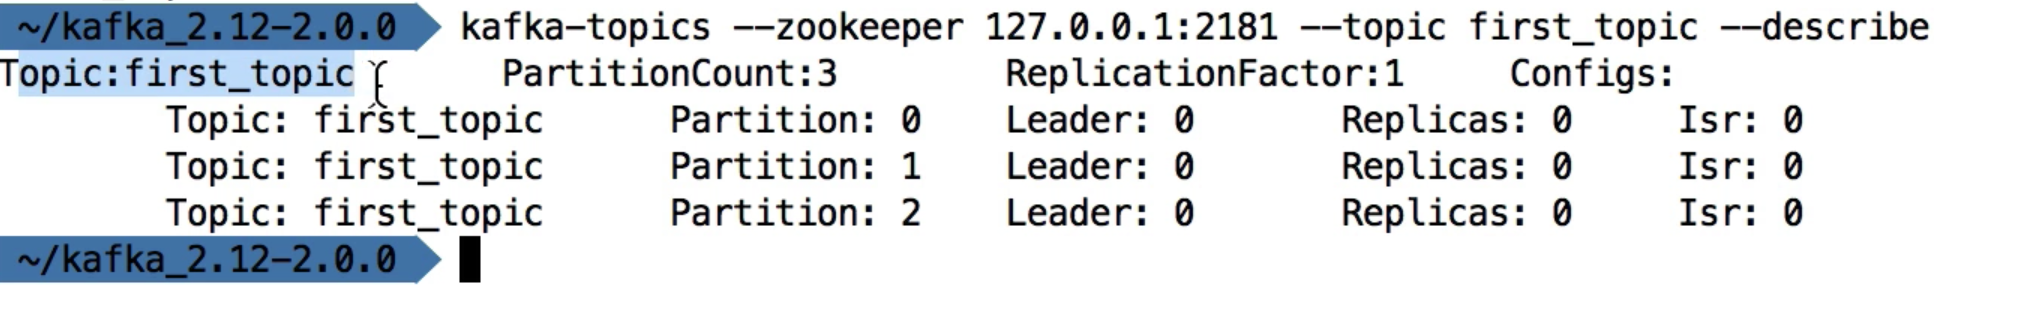 ~/kafka_2.12-2.0.0 kafka-topics --zookeeper 127.0.0.1:2181 --topic first_topic --describe
Topic:first_topic PartitionCount:3 ReplicationFactor:1 Configs:
Topic: first_topic Partition: 0 Leader: 0 Replicas: 0 Isr: 0
Topic: first_topic Partition: 1 Leader: 0 Replicas: 0 Isr: 0
Topic: first_topic Partition: 2 Leader: 0 Replicas: 0 Isr: 0
~/kafka_2.12-2.0.0